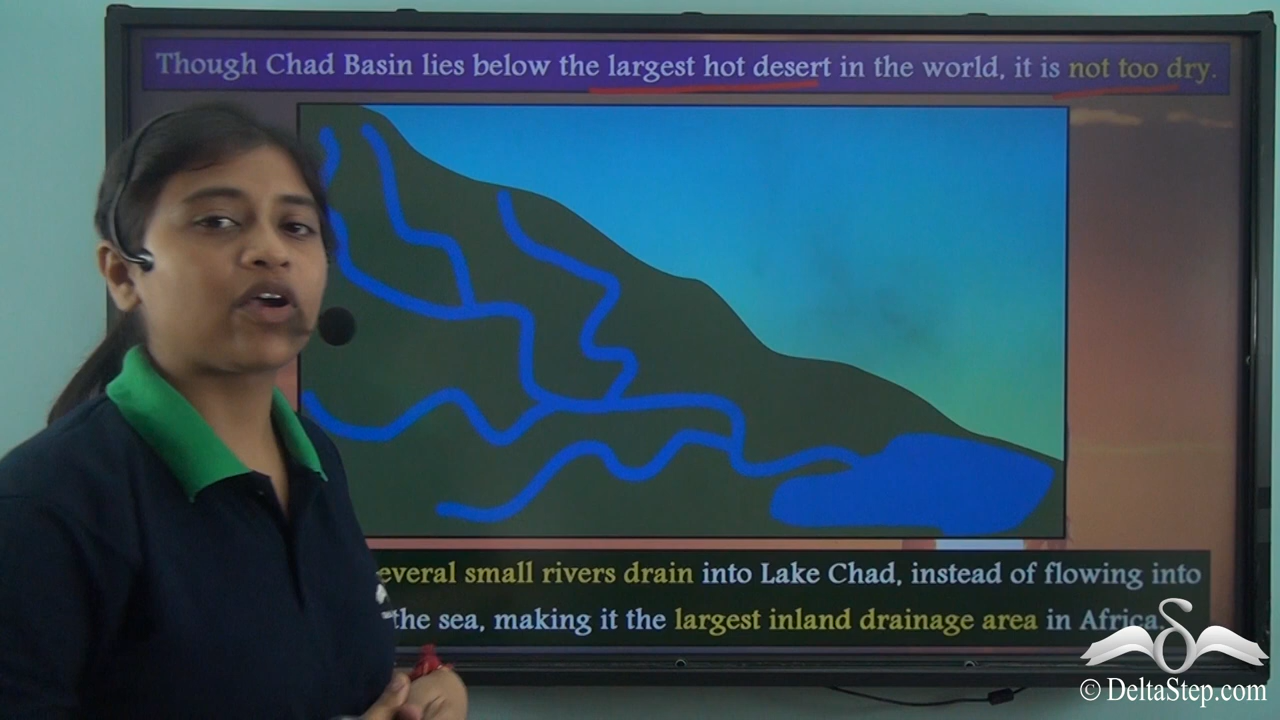 Though Chad Basin lies below the largest hot desert in the world, it is not too dry.
everal small rivers drain into Lake Chad, instead of flowing into
the sea, making it the largest inland drainage area in Africa.
© DeltaStep.com